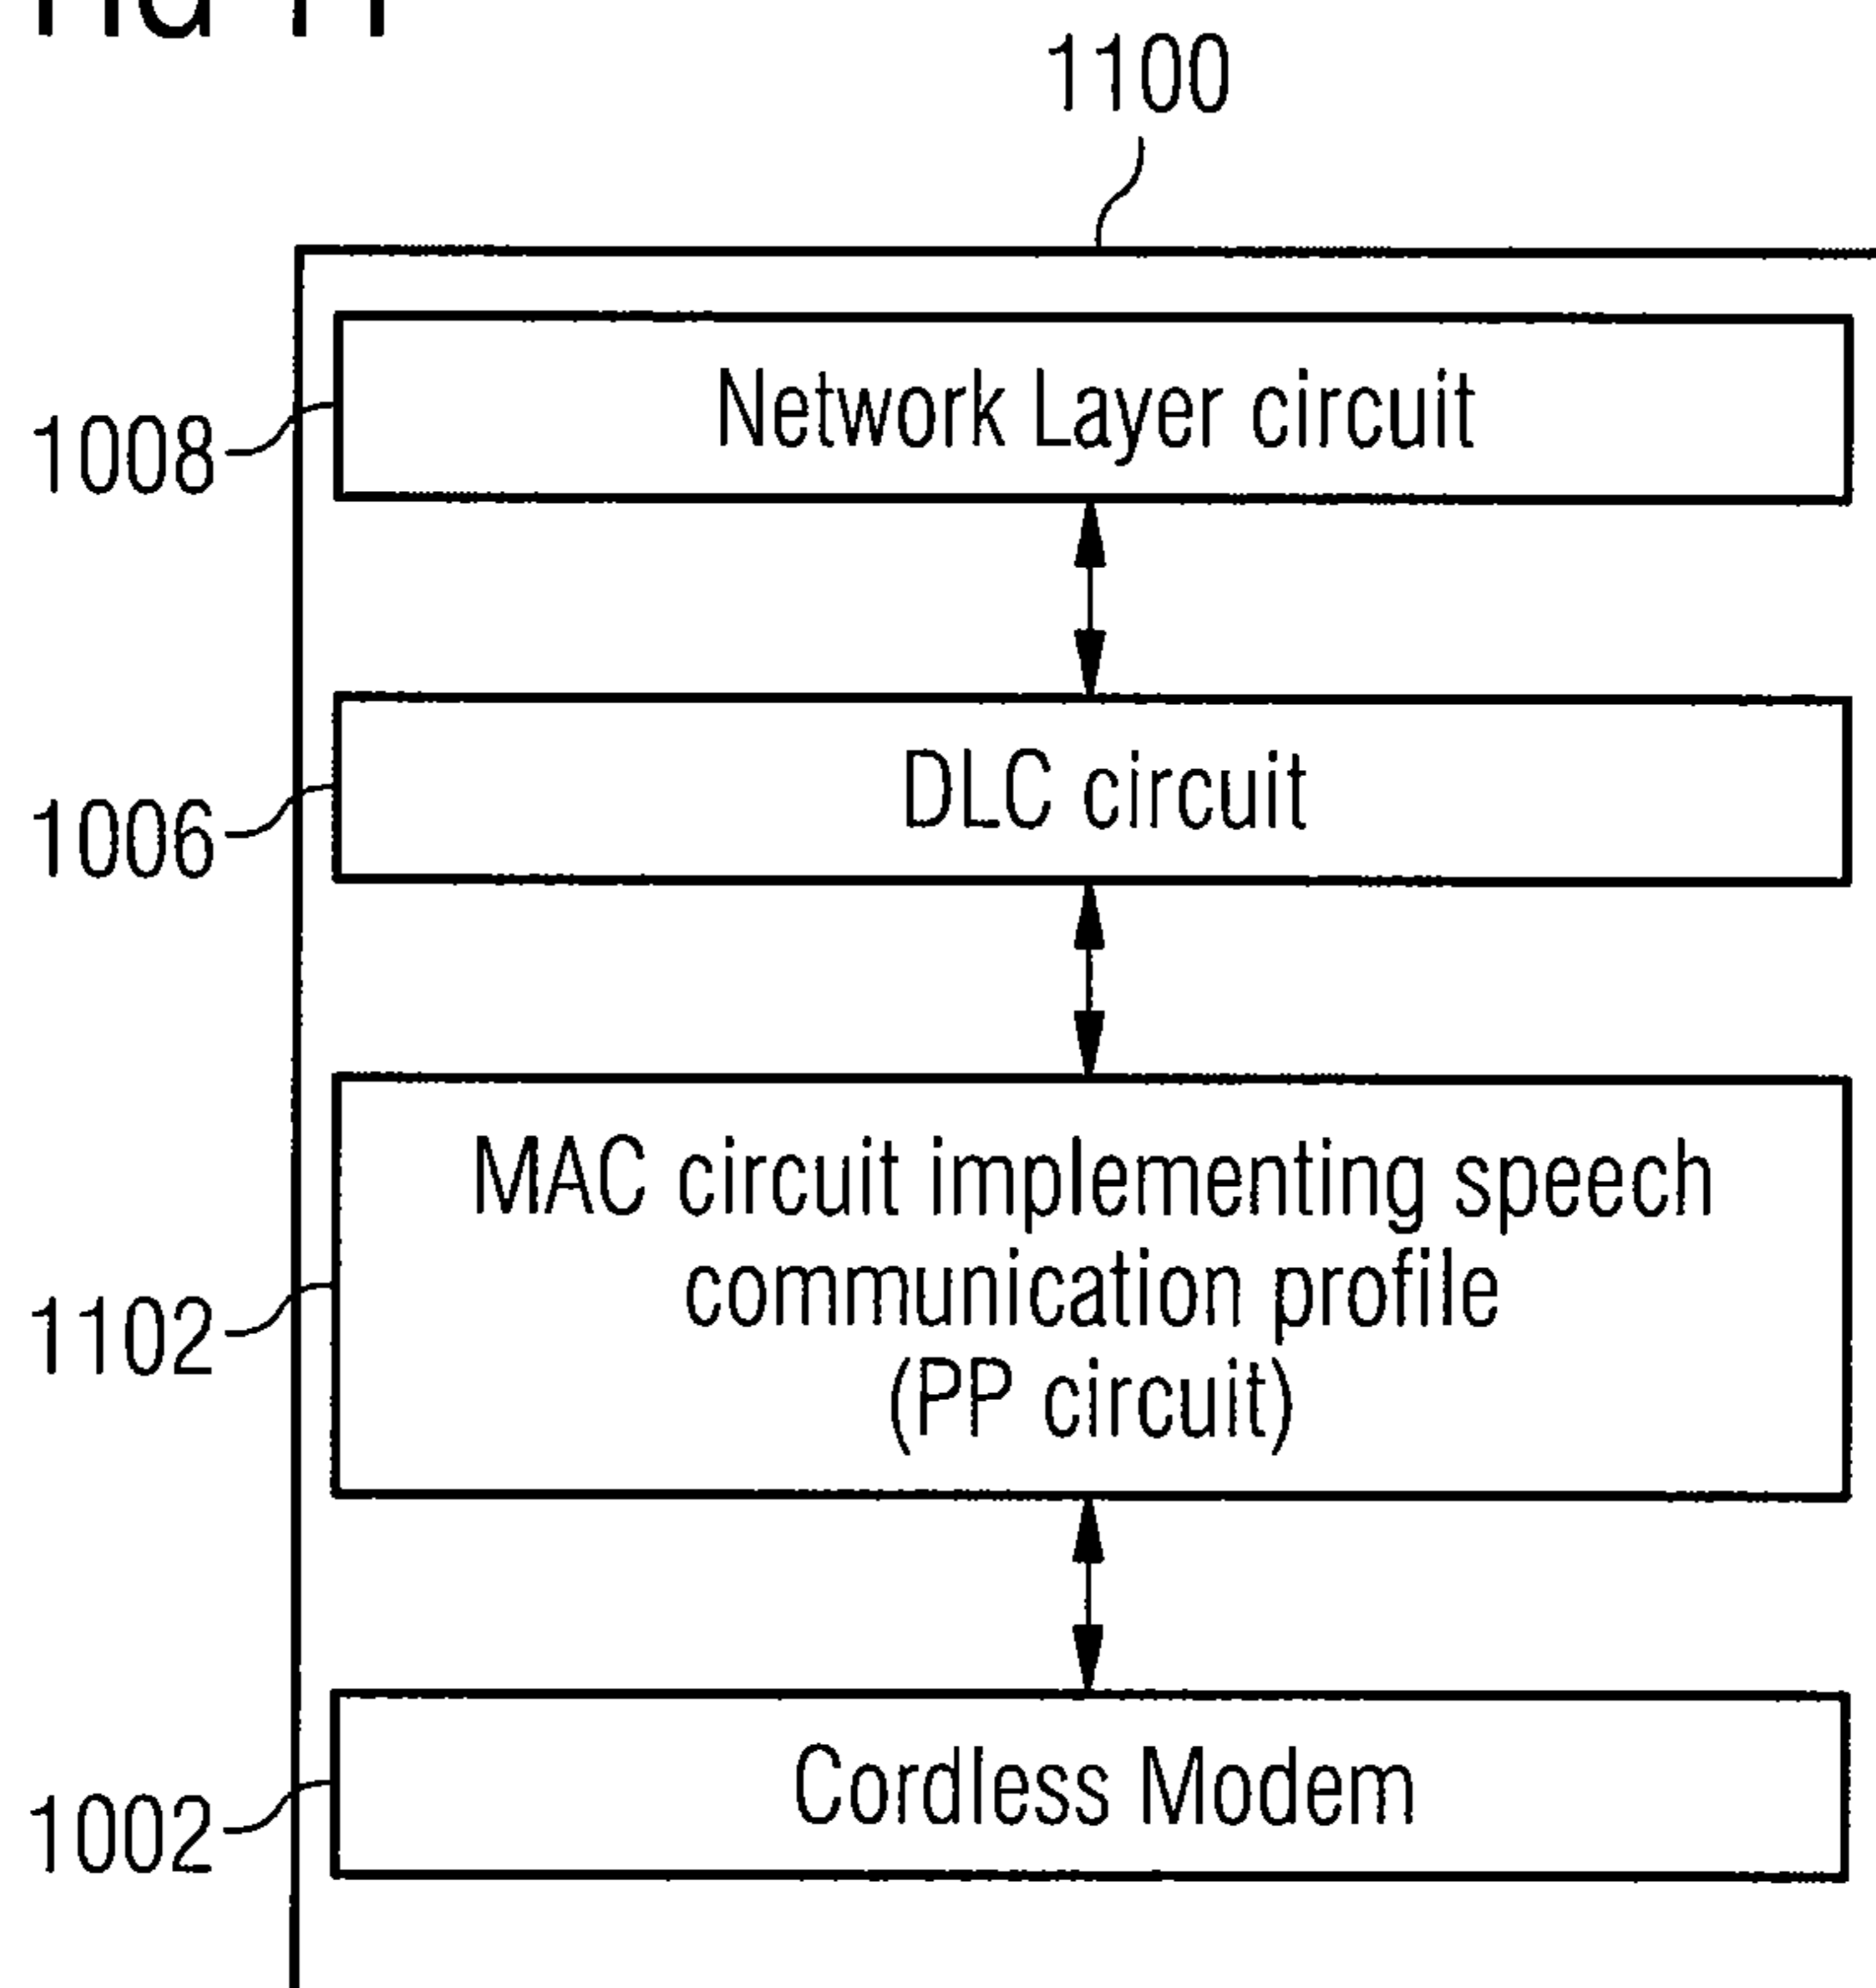 1100
Network Layer circuit
1008
DLC circuit
1006
MAC circuit implementing speech
communication profile
(PP circuit)
1102
Cordless Modem
1002